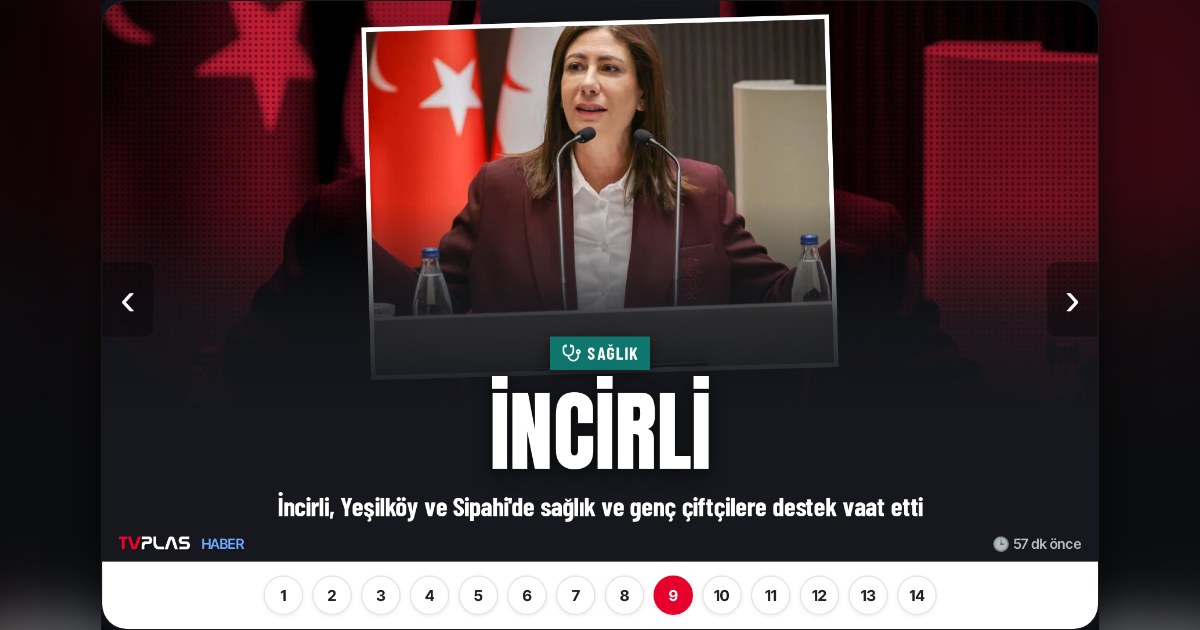 SAĞLIK
İNCİRLİ
İncirli, Yeşilköy ve Sipahi'de sağlık ve genç çiftçilere destek vaat etti
TVPLAS HABER
57 dk önce
1 2 3 4 5 6 7 8 9 10 11 12 13 14